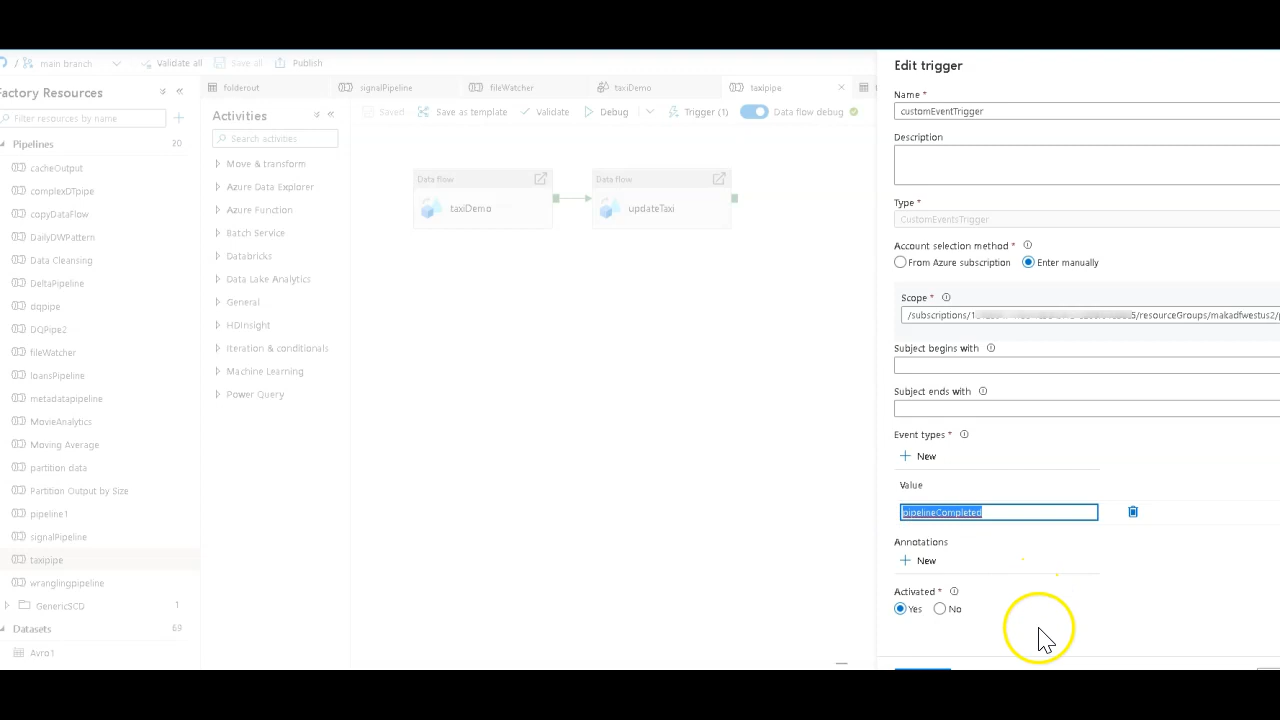 / main branch
Validate all
Save all
Publish
Factory Resources
Filter resources by name
Pipelines
20
cacheOutput
complexDTpipe
copyDataFlow
DailyDWPattern
Data Cleansing
DeltaPipeline
dqpipe
DQPipe2
fileWatcher
loansPipeline
metadatapipeline
MovieAnalytics
Moving Average
partition data
Partition Output by Size
pipeline1
signalPipeline
taxipipe
wranglingpipeline
GenericSCD
1
Datasets
69
Avro1
folderout
signalPipeline
fileWatcher
taxiDemo
taxipipe
Activities
Search activities
Move & transform
Azure Data Explorer
Azure Function
Batch Service
Databricks
Data Lake Analytics
General
HDInsight
Iteration & conditionals
Machine Learning
Power Query
Saved
Save as template
Validate
Debug
Trigger (1)
Data flow debug
Data flow
taxiDemo
Data flow
updateTaxi
Edit trigger
Name *
customEventTrigger
Description
Type *
CustomEventsTrigger
Account selection method *
From Azure subscription
Enter manually
Scope *
/subscriptions/1 5/resourceGroups/makadfwestus2/p
Subject begins with
Subject ends with
Event types *
New
Value
pipelineCompleted
Annotations
New
Activated *
Yes
No